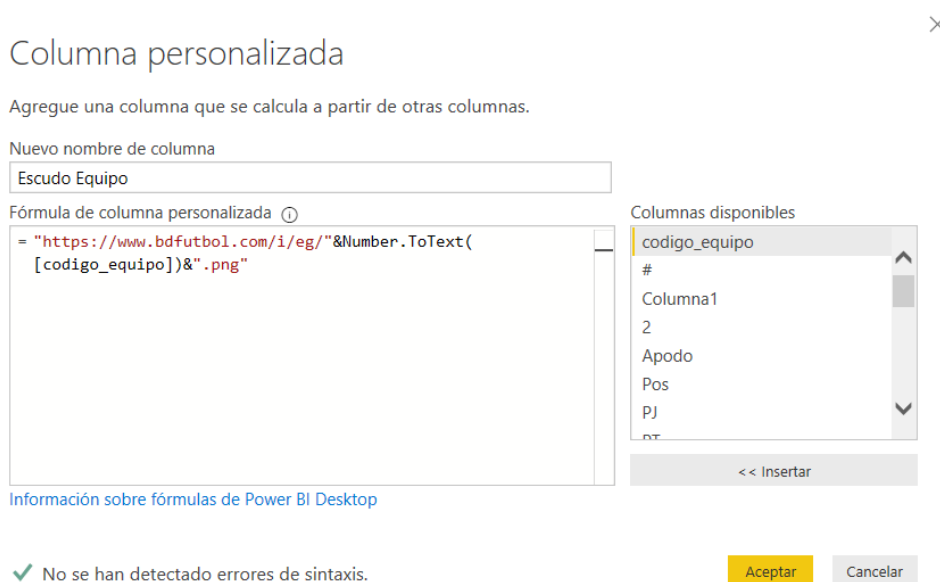 Columna personalizada
Agregue una columna que se calcula a partir de otras columnas.
Nuevo nombre de columna
Escudo Equipo
Fórmula de columna personalizada
= "https://www.bdfutbol.com/i/eg/"&Number.ToText(
[codigo_equipo])&".png"
Columnas disponibles
codigo_equipo
#
Columna1
2
Apodo
Pos
PJ
<< Insertar
Información sobre fórmulas de Power BI Desktop
No se han detectado errores de sintaxis.
Aceptar
Cancelar